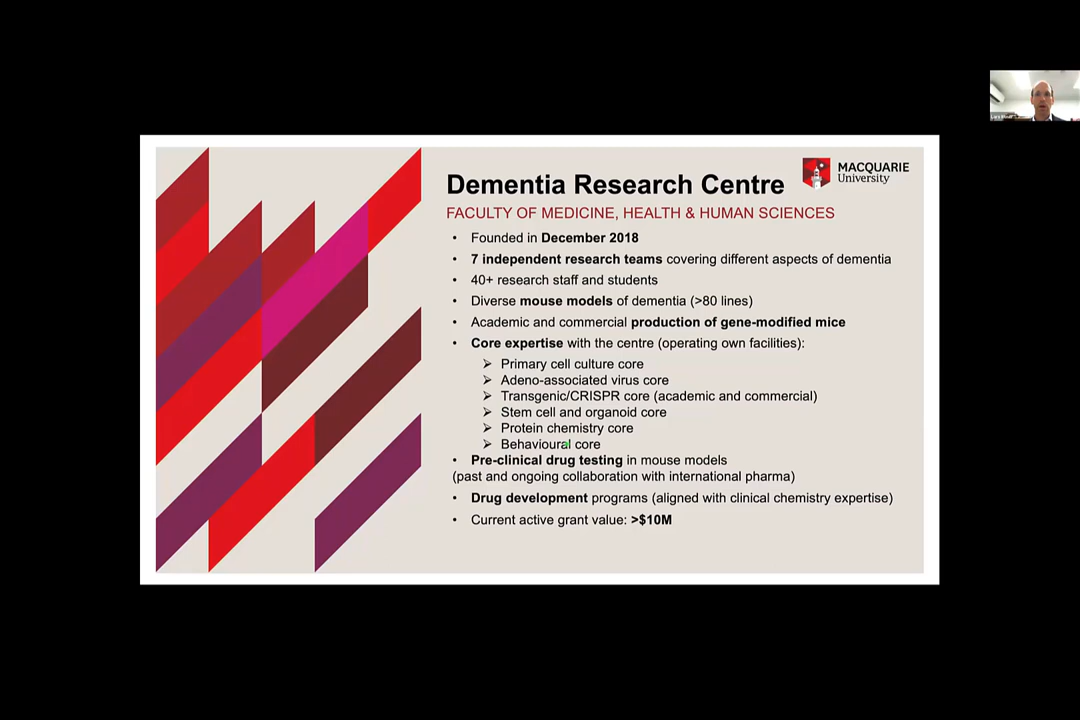 Dementia Research Centre
MACQUARIE
University
FACULTY OF MEDICINE, HEALTH & HUMAN SCIENCES
• Founded in December 2018
• 7 independent research teams covering different aspects of dementia
• 40+ research staff and students
• Diverse mouse models of dementia (>80 lines)
• Academic and commercial production of gene-modified mice
• Core expertise with the centre (operating own facilities):
➢ Primary cell culture core
➢ Adeno-associated virus core
➢ Transgenic/CRISPR core (academic and commercial)
➢ Stem cell and organoid core
➢ Protein chemistry core
➢ Behavioural core
• Pre-clinical drug testing in mouse models
(past and ongoing collaboration with international pharma)
• Drug development programs (aligned with clinical chemistry expertise)
• Current active grant value: >$10M